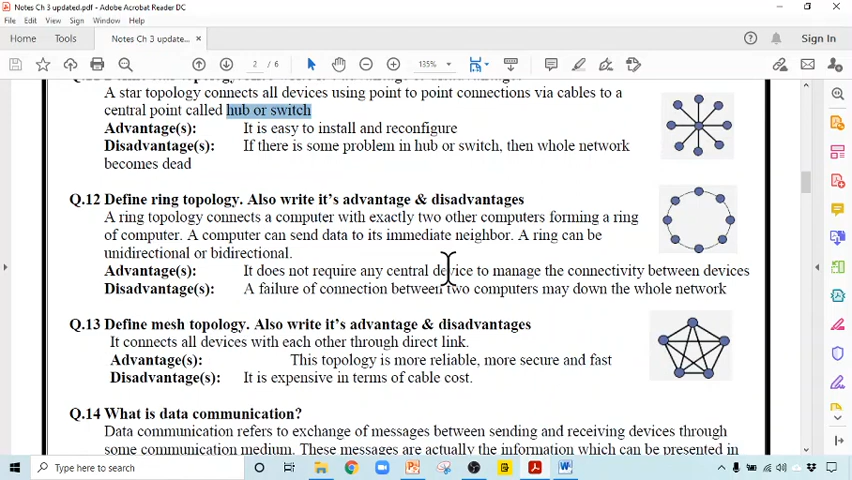 Notes Ch 3 updated.pdf - Adobe Acrobat Reader DC
File Edit View Sign Window Help
Home Tools Notes Ch 3 update... × Sign In
2 / 6 135%
A star topology connects all devices using point to point connections via cables to a
central point called hub or switch
Advantage(s): It is easy to install and reconfigure
Disadvantage(s): If there is some problem in hub or switch, then whole network
becomes dead
Q.12 Define ring topology. Also write it's advantage & disadvantages
A ring topology connects a computer with exactly two other computers forming a ring
of computer. A computer can send data to its immediate neighbor. A ring can be
unidirectional or bidirectional.
Advantage(s): It does not require any central device to manage the connectivity between devices
Disadvantage(s): A failure of connection between two computers may down the whole network
Q.13 Define mesh topology. Also write it's advantage & disadvantages
It connects all devices with each other through direct link.
Advantage(s): This topology is more reliable, more secure and fast
Disadvantage(s): It is expensive in terms of cable cost.
Q.14 What is data communication?
Data communication refers to exchange of messages between sending and receiving devices through
some communication medium. These messages are actually the information which can be presented in
Type here to search